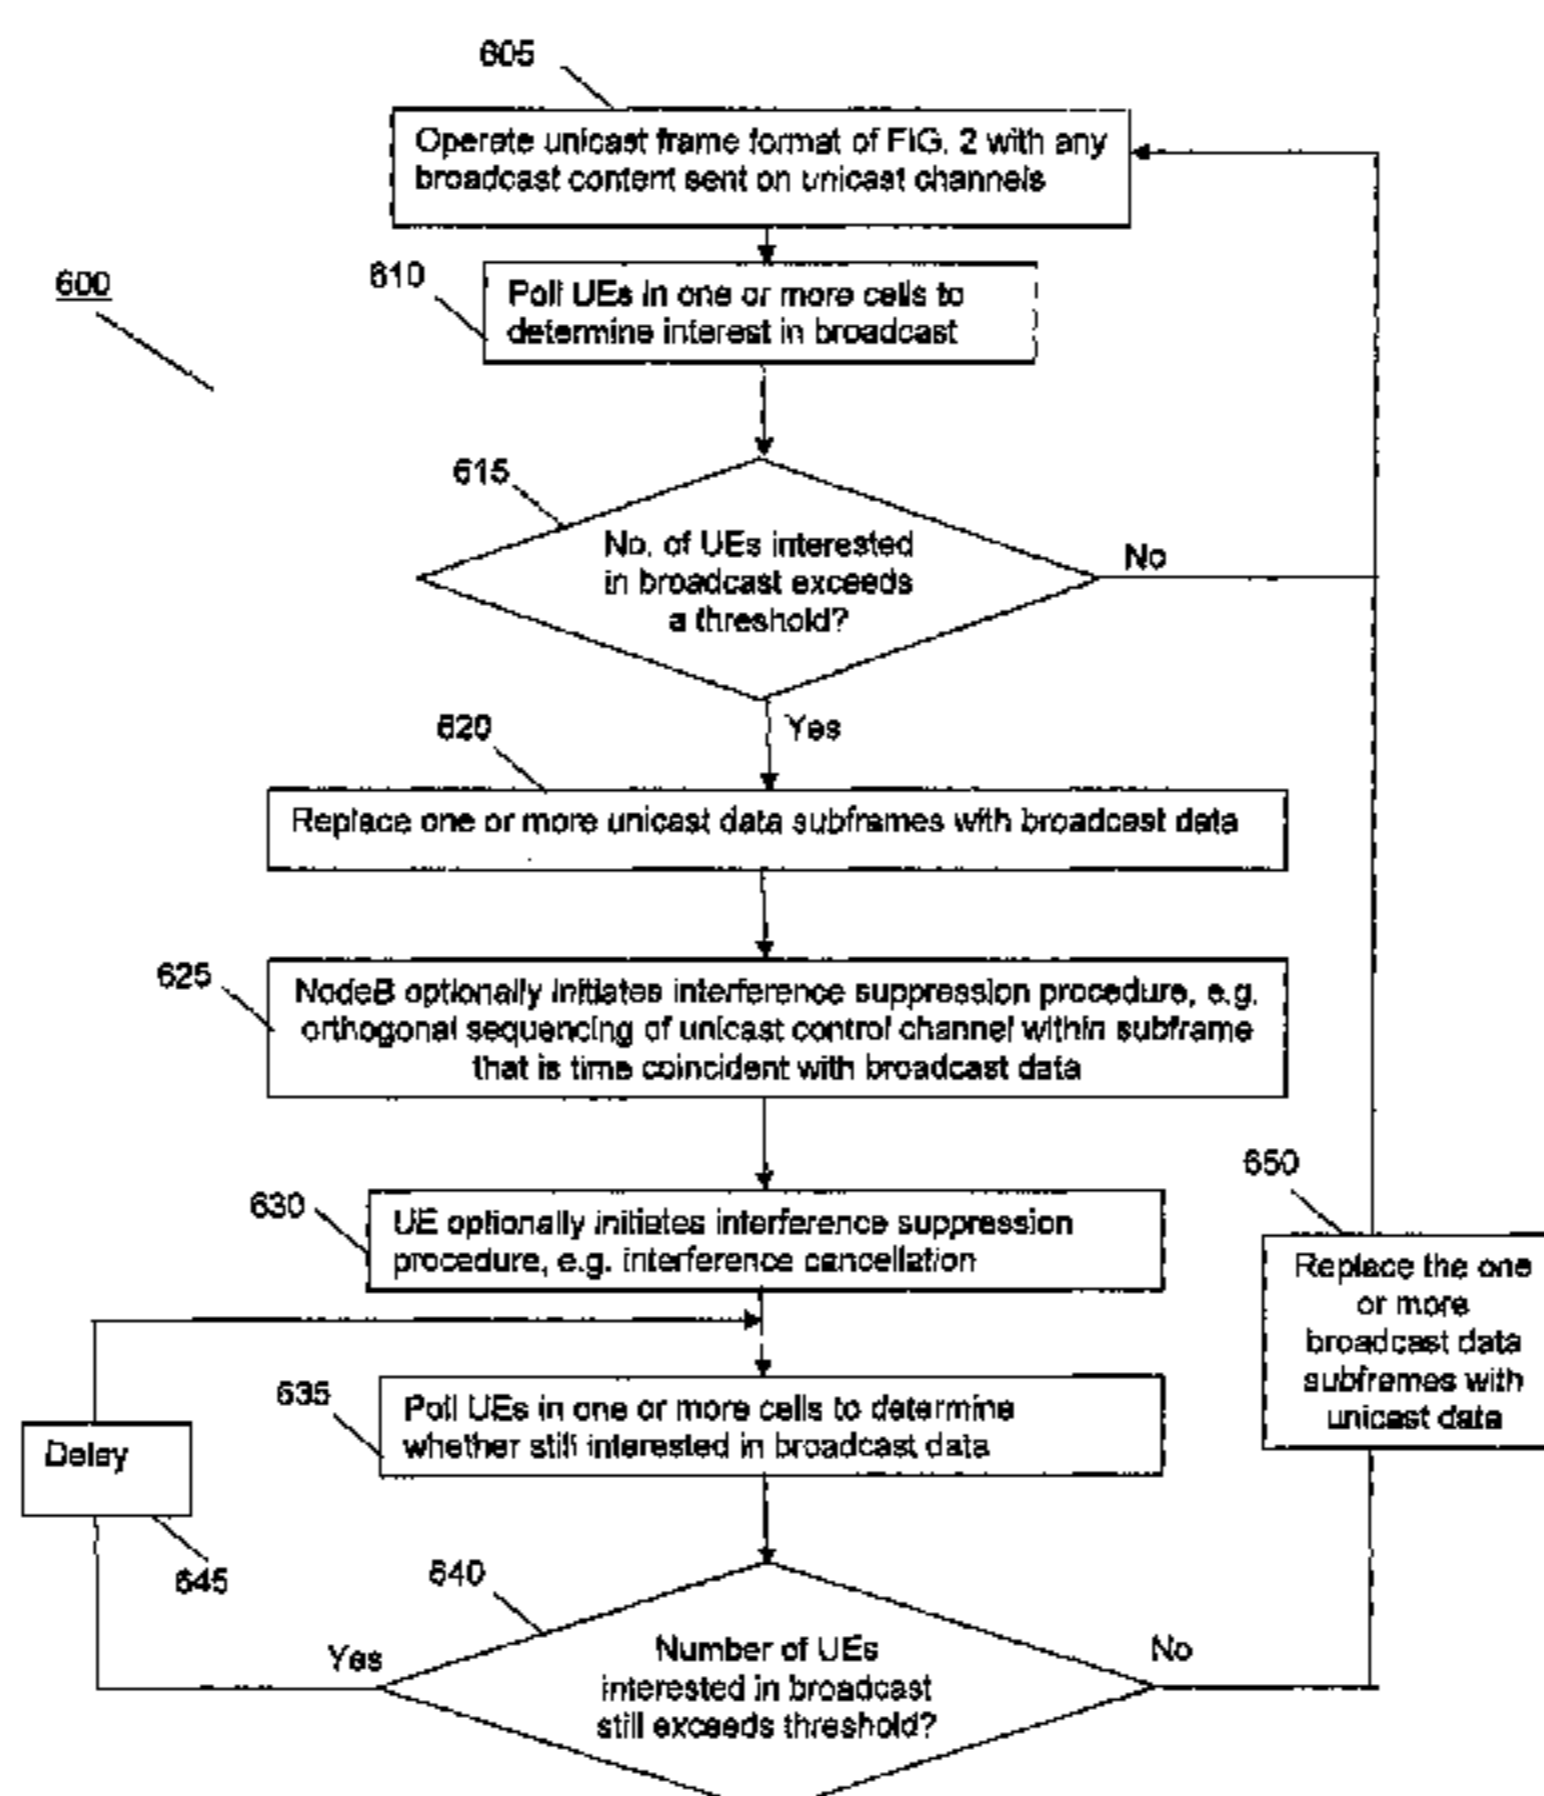 605
Operate unicast frame format of FIG. 2 with any
broadcast content sent on unicast channels
600
610
Poll UEs in one or more cells to
determine interest in broadcast
615
No. of UEs interested
in broadcast exceeds
a threshold?
No
Yes
620
Replace one or more unicast data subframes with broadcast data
625
NodeB optionally initiates interference suppression procedure, e.g.
orthogonal sequencing of unicast control channel within subframe
that is time coincident with broadcast data
630
UE optionally initiates interference suppression
procedure, e.g. interference cancellation
650
Replace the one
or more
broadcast data
subframes with
unicast data
635
Poll UEs in one or more cells to determine
whether still interested in broadcast data
Delay
645
640
Yes
Number of UEs
interested in broadcast
still exceeds threshold?
No